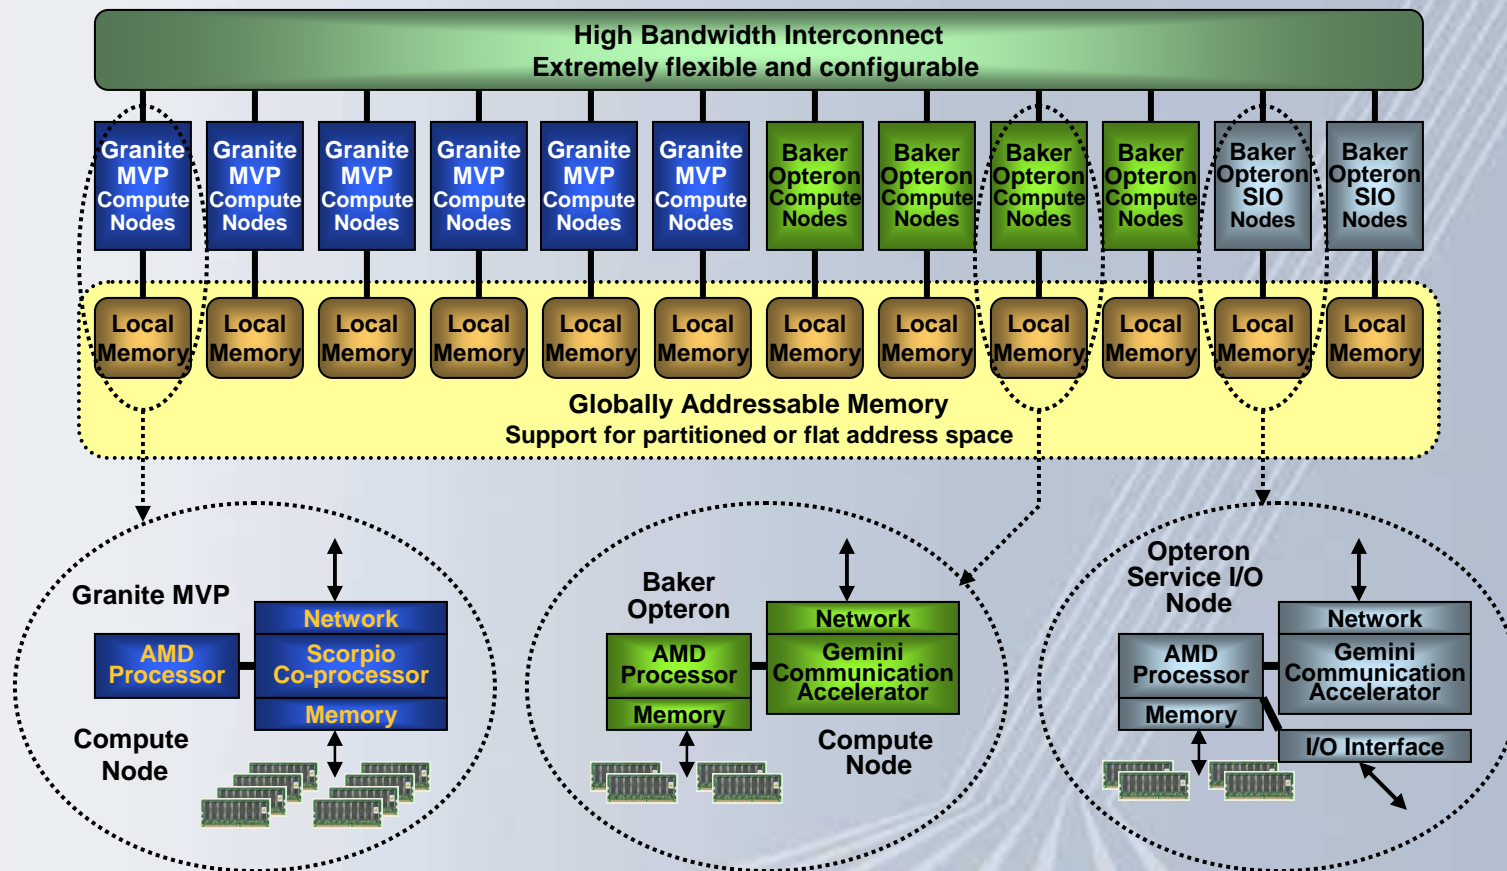 High Bandwidth Interconnect
Extremely flexible and configurable
Granite
MVP
Compute
Nodes
Granite
MVP
Compute
Nodes
Granite
MVP
Compute
Nodes
Granite
MVP
Compute
Nodes
Granite
MVP
Compute
Nodes
Granite
MVP
Compute
Nodes
Baker
Opteron
Compute
Nodes
Baker
Opteron
Compute
Nodes
Baker
Opteron
Compute
Nodes
Baker
Opteron
Compute
Nodes
Baker
Opteron
SIO
Nodes
Baker
Opteron
SIO
Nodes
Local
Memory
Local
Memory
Local
Memory
Local
Memory
Local
Memory
Local
Memory
Local
Memory
Local
Memory
Local
Memory
Local
Memory
Local
Memory
Local
Memory
Globally Addressable Memory
Support for partitioned or flat address space
Granite MVP
Network
AMD
Processor
Scorpio
Co-processor
Memory
Compute
Node
Baker
Opteron
Network
AMD
Processor
Gemini
Communication
Accelerator
Memory
Compute
Node
Opteron
Service I/O
Node
Network
AMD
Processor
Gemini
Communication
Accelerator
Memory
I/O Interface